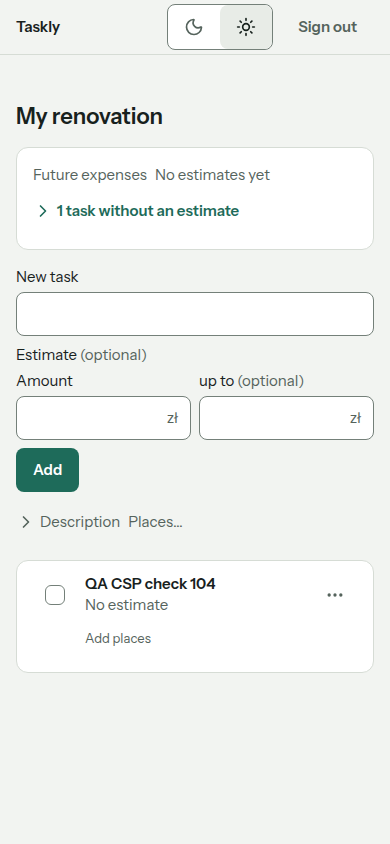 Taskly
Sign out
My renovation
Future expenses No estimates yet
1 task without an estimate
New task
Estimate (optional)
Amount
up to (optional)
zł
zł
Add
Description Places...
QA CSP check 104
No estimate
Add places